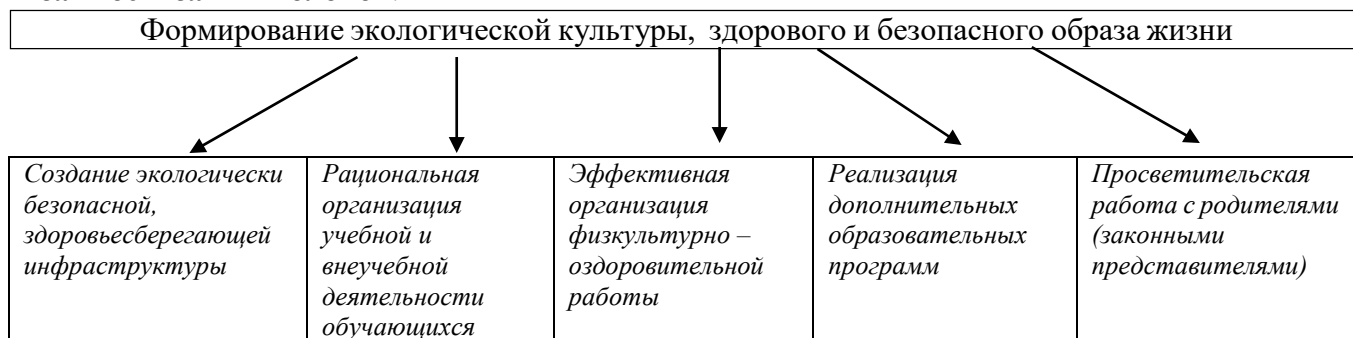 Формирование экологической культуры, здорового и безопасного образа жизни
Создание экологически
безопасной,
здоровьесберегающей
инфраструктуры
Рациональная
организация
учебной и
внеучебной
деятельности
обучающихся
Эффективная
организация
физкультурно –
оздоровительной
работы
Реализация
дополнительных
образовательных
программ
Просветительская
работа с родителями
(законными
представителями)